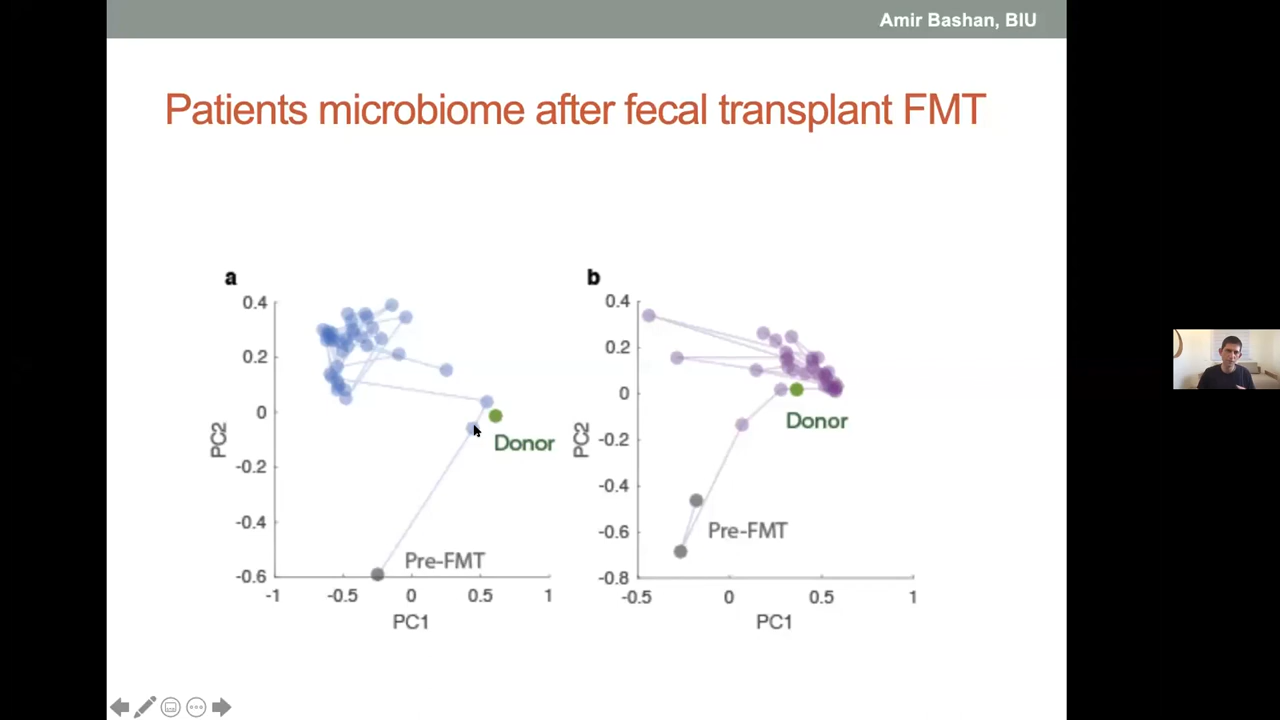 Amir Bashan, BIU
Patients microbiome after fecal transplant FMT
a
0.4
0.2
0
-0.2
-0.4
-0.6
-1
-0.5
0
0.5
1
PC2
PC1
Donor
Pre-FMT
b
0.4
0.2
0
-0.2
-0.4
-0.6
-0.8
-0.5
0
0.5
1
PC2
PC1
Donor
Pre-FMT